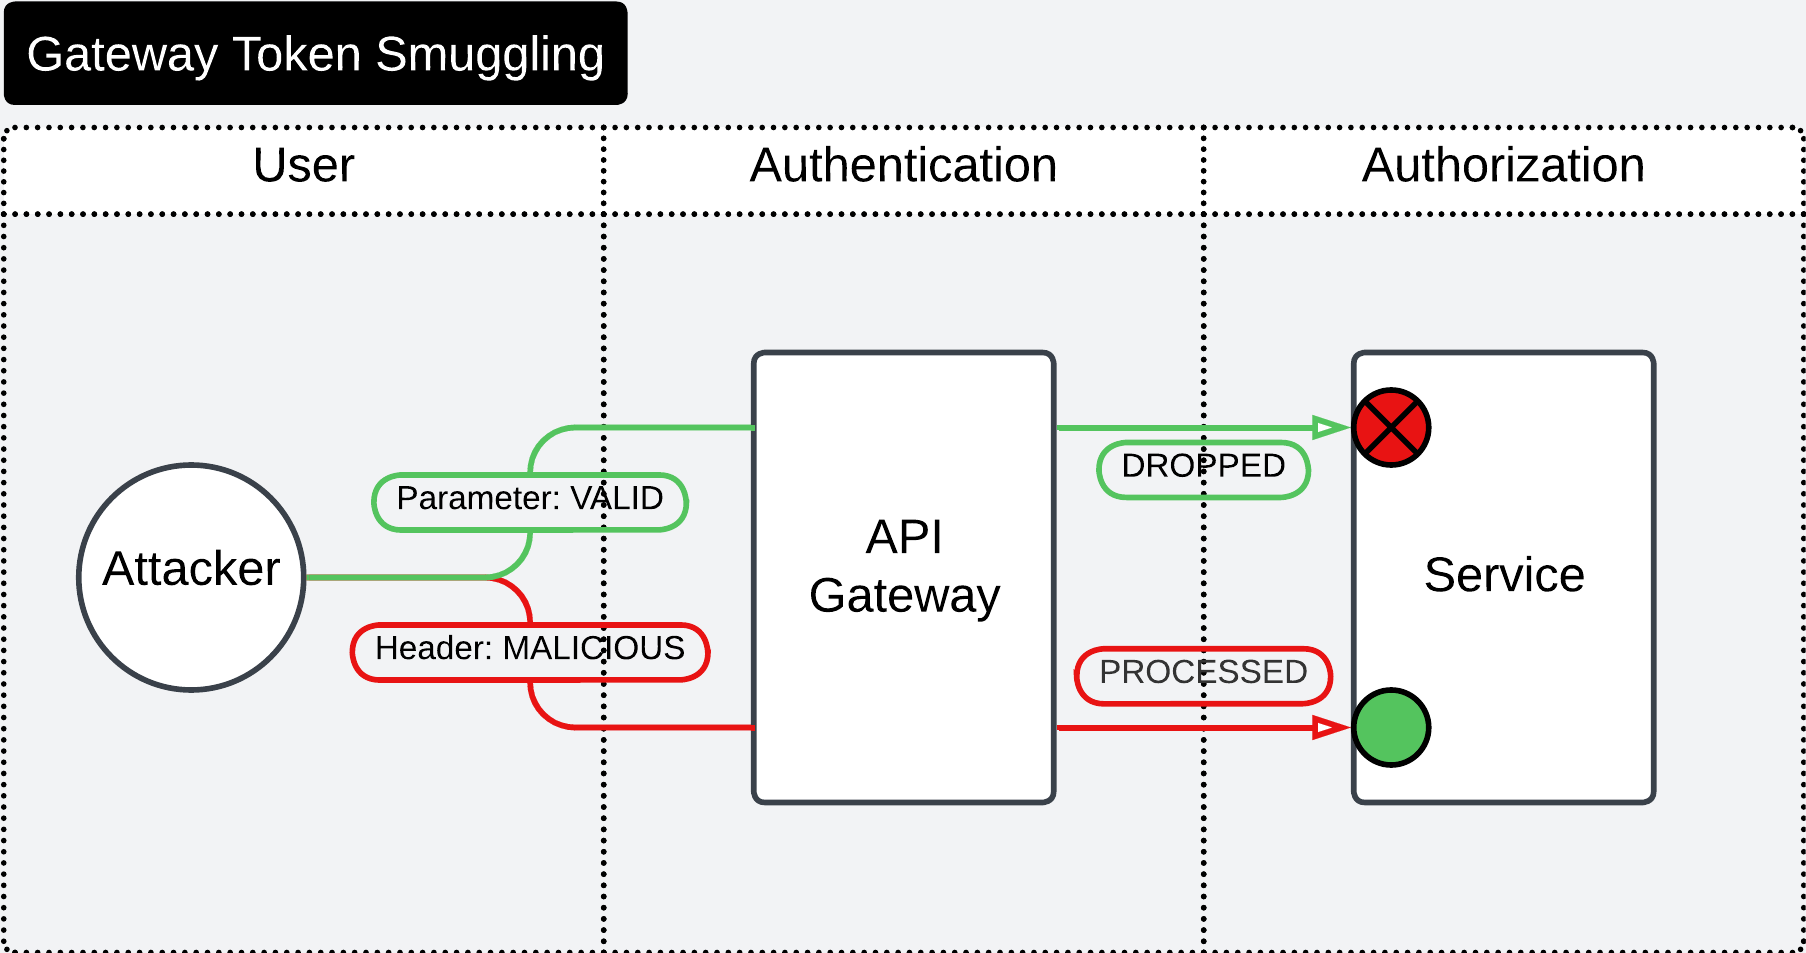 Gateway Token Smuggling
User
Authentication
Authorization
Attacker
Parameter: VALID
Header: MALICIOUS
API
Gateway
DROPPED
PROCESSED
Service